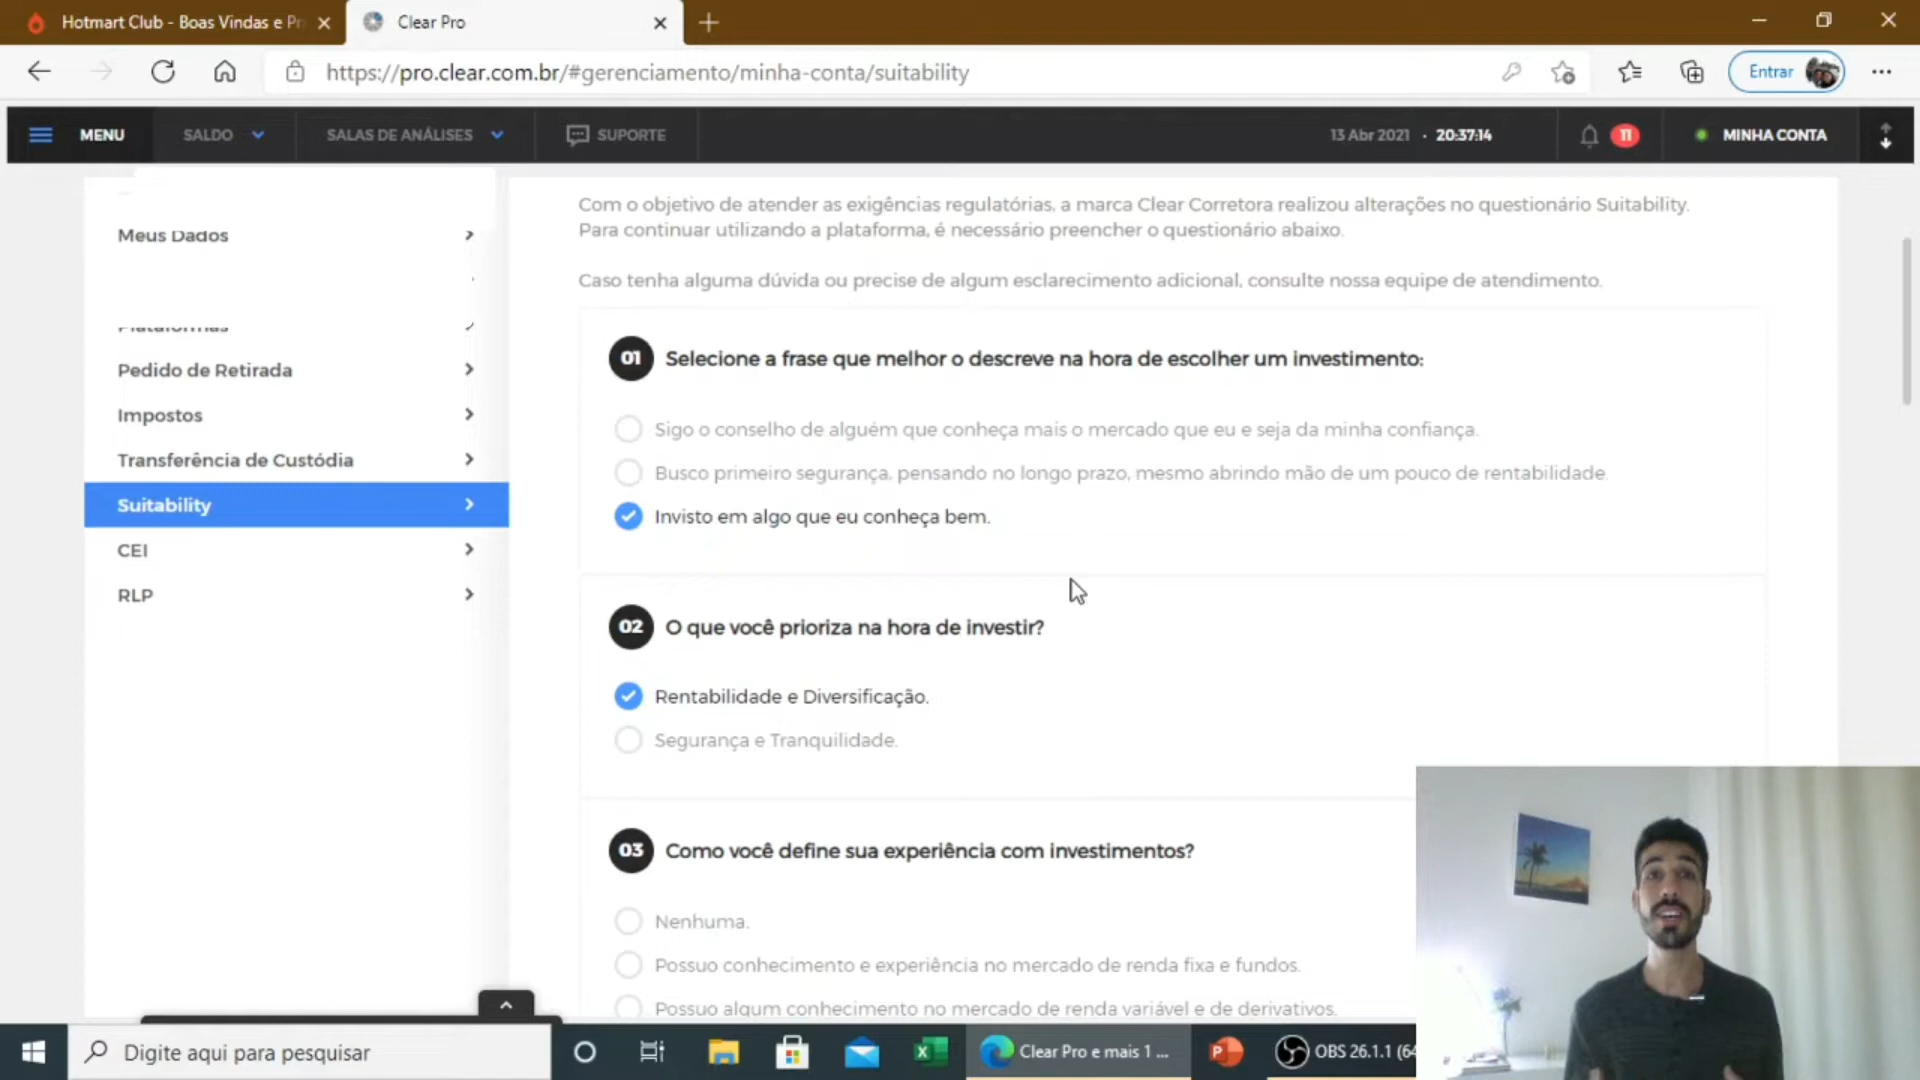 Hotmart Club - Boas Vindas e Pr
Clear Pro
https://pro.clear.com.br/#gerenciamento/minha-conta/suitability
Entrar
MENU
SALDO
SALAS DE ANÁLISES
SUPORTE
13 Abr 2021 · 20:37:14
11
MINHA CONTA
Meus Dados
Plataformas
Pedido de Retirada
Impostos
Transferência de Custódia
Suitability
CEI
RLP
Com o objetivo de atender as exigências regulatórias, a marca Clear Corretora realizou alterações no questionário Suitability.
Para continuar utilizando a plataforma, é necessário preencher o questionário abaixo.
Caso tenha alguma dúvida ou precise de algum esclarecimento adicional, consulte nossa equipe de atendimento.
01 Selecione a frase que melhor o descreve na hora de escolher um investimento:
Sigo o conselho de alguém que conheça mais o mercado que eu e seja da minha confiança.
Busco primeiro segurança, pensando no longo prazo, mesmo abrindo mão de um pouco de rentabilidade.
Invisto em algo que eu conheça bem.
02 O que você prioriza na hora de investir?
Rentabilidade e Diversificação.
Segurança e Tranquilidade.
03 Como você define sua experiência com investimentos?
Nenhuma.
Possuo conhecimento e experiência no mercado de renda fixa e fundos.
Possuo algum conhecimento no mercado de renda variável e de derivativos.
Digite aqui para pesquisar
Clear Pro e mais 1 ...
OBS 26.1.1 (64